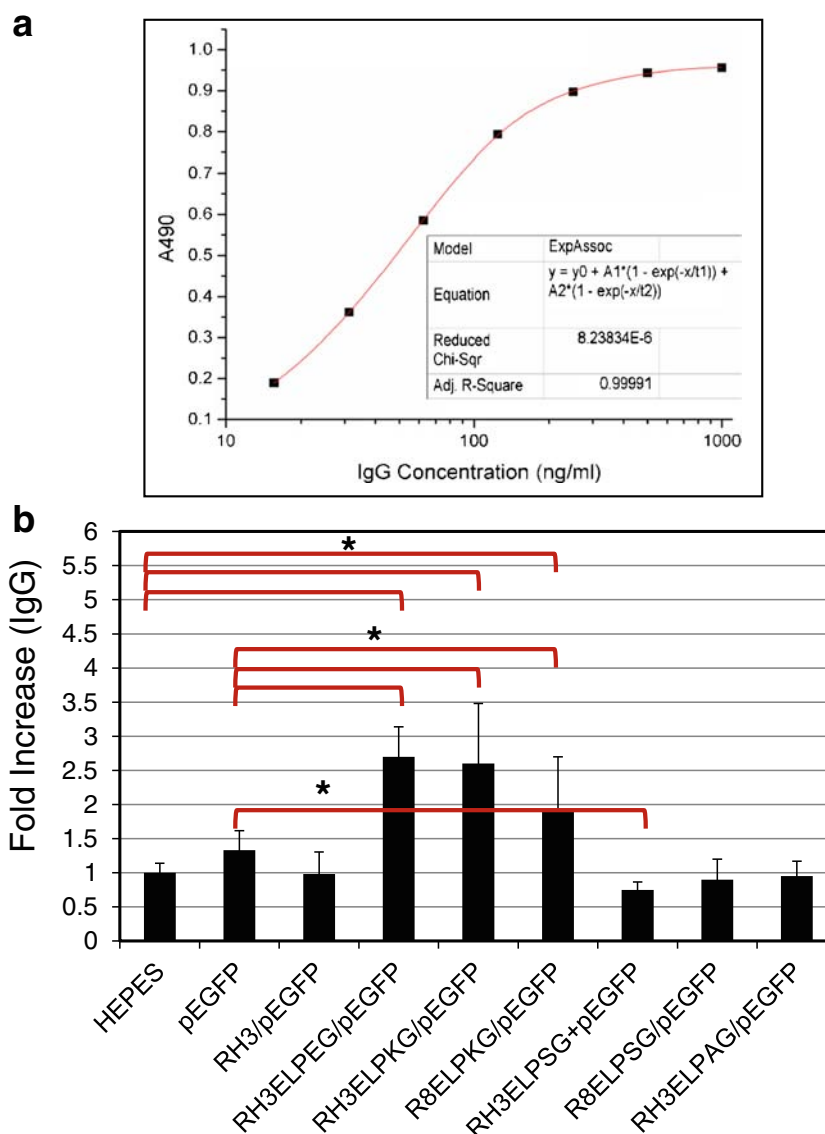 a
1.0
0.9
0.8
0.7
0.6
0.5
0.4
0.3
0.2
0.1
A490
10
100
1000
IgG Concentration (ng/ml)
Model ExpAssoc
Equation y = y0 + A1*(1 - exp(-x/t1)) +
A2*(1 - exp(-x/t2))
Reduced 8.23834E-6
Chi-Sqr
Adj. R-Square 0.99991
b
6
5.5
5
4.5
4
3.5
3
2.5
2
1.5
1
0.5
0
Fold Increase (IgG)
*
*
*
HEPES
pEGFP
RH3/pEGFP
RH3ELPEG/pEGFP
RH3ELPKG/pEGFP
R8ELPKG/pEGFP
RH3ELPSG+pEGFP
R8ELPSG/pEGFP
RH3ELPAG/pEGFP